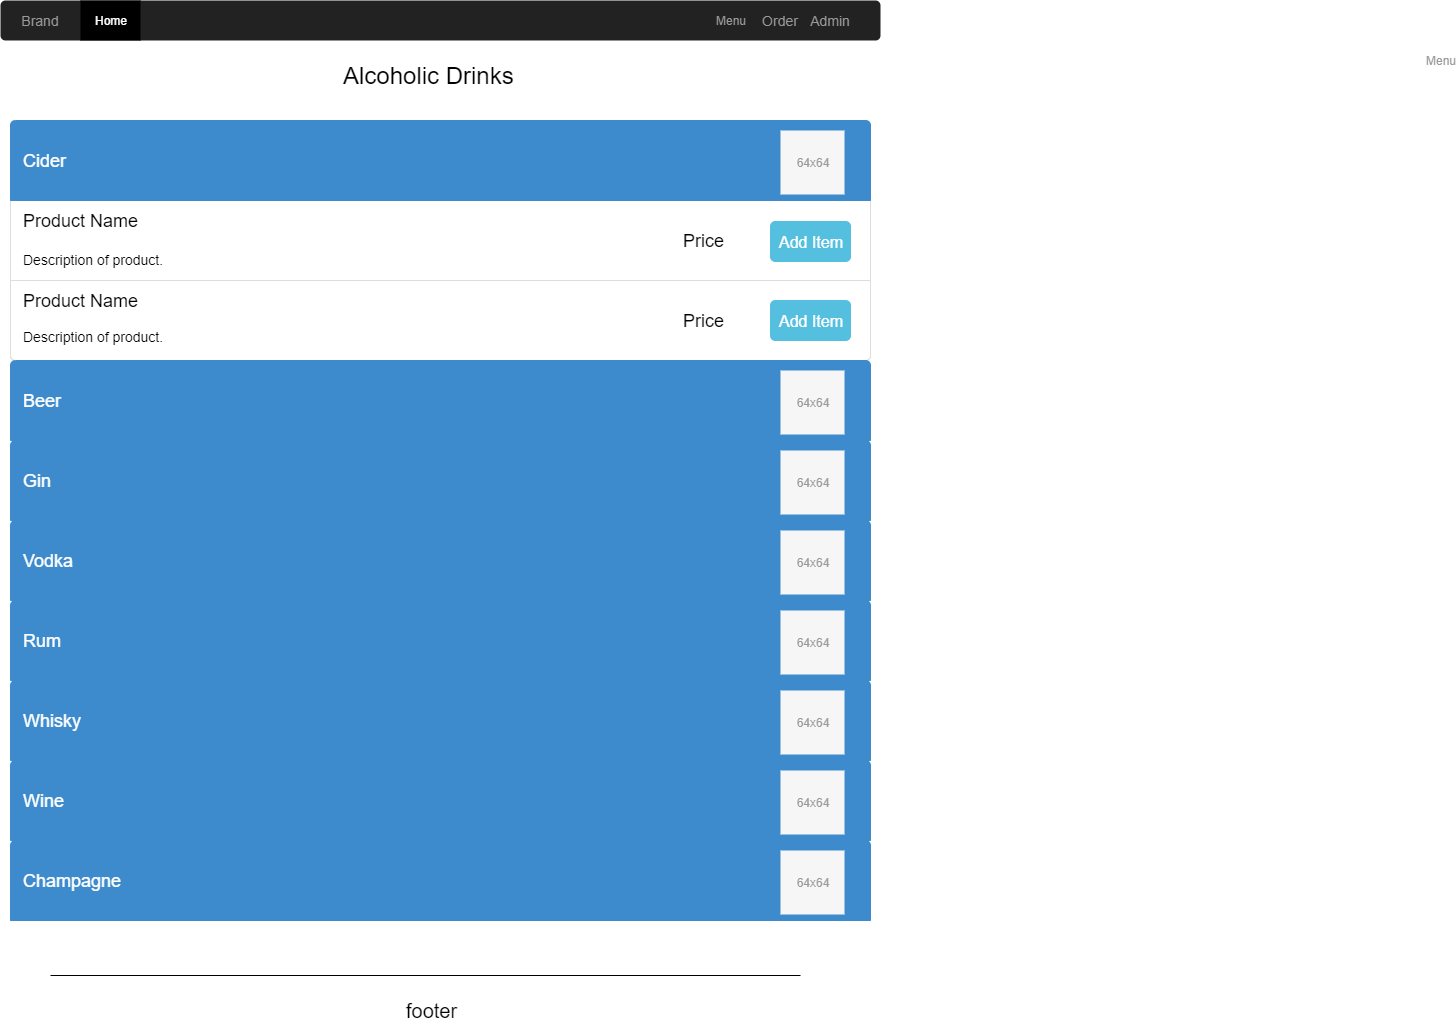 Brand Home Menu Order Admin
Menu
Alcoholic Drinks
Cider 64x64
Product Name
Price Add Item
Description of product.
Product Name
Price Add Item
Description of product.
Beer 64x64
Gin 64x64
Vodka 64x64
Rum 64x64
Whisky 64x64
Wine 64x64
Champagne 64x64
footer